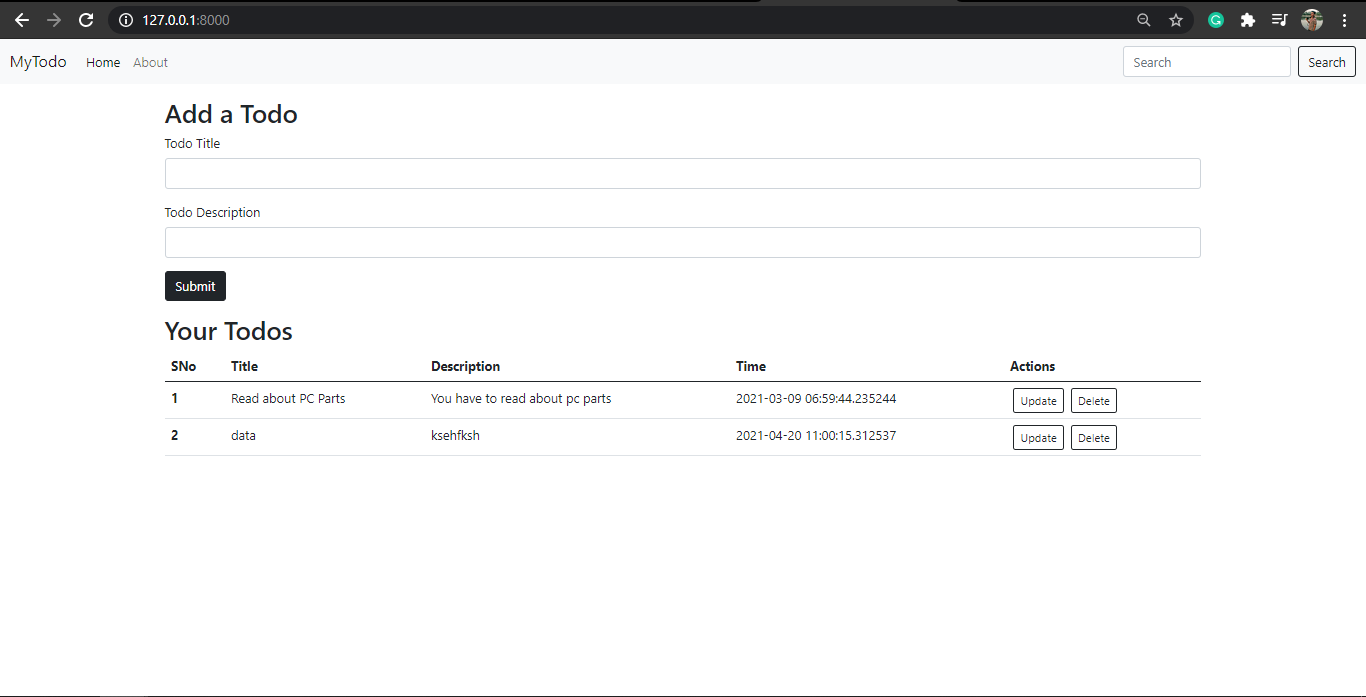 127.0.0.1:8000
MyTodo Home About Search Search
Add a Todo
Todo Title
Todo Description
Submit
Your Todos
SNo Title Description Time Actions
1 Read about PC Parts You have to read about pc parts 2021-03-09 06:59:44.235244 Update Delete
2 data ksehfksh 2021-04-20 11:00:15.312537 Update Delete